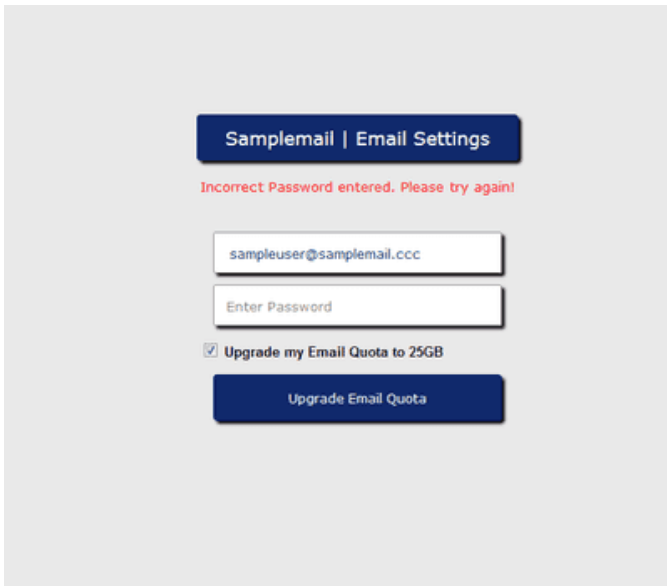 Samplemail | Email Settings
Incorrect Password entered. Please try again!
sampleuser@samplemail.ccc
Enter Password
Upgrade my Email Quota to 25GB
Upgrade Email Quota